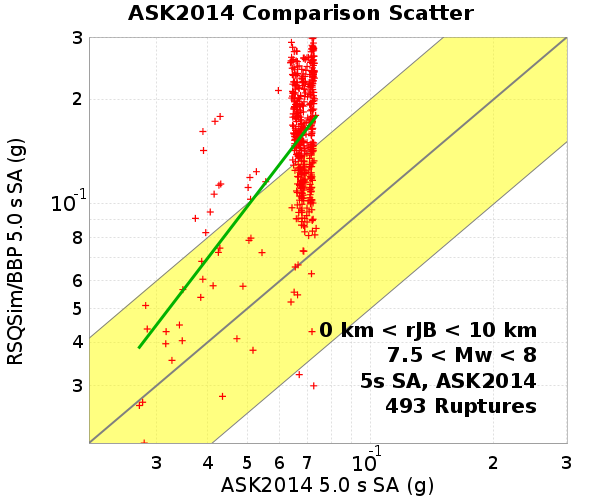 ASK2014 Comparison Scatter
RSQSim/BBP 5.0 s SA (g)
3
2
10⁻¹
8
6
5
4
3
0 km < rJB < 10 km
7.5 < Mw < 8
5s SA, ASK2014
493 Ruptures
3 4 5 6 7 10⁻¹ 2 3
ASK2014 5.0 s SA (g)